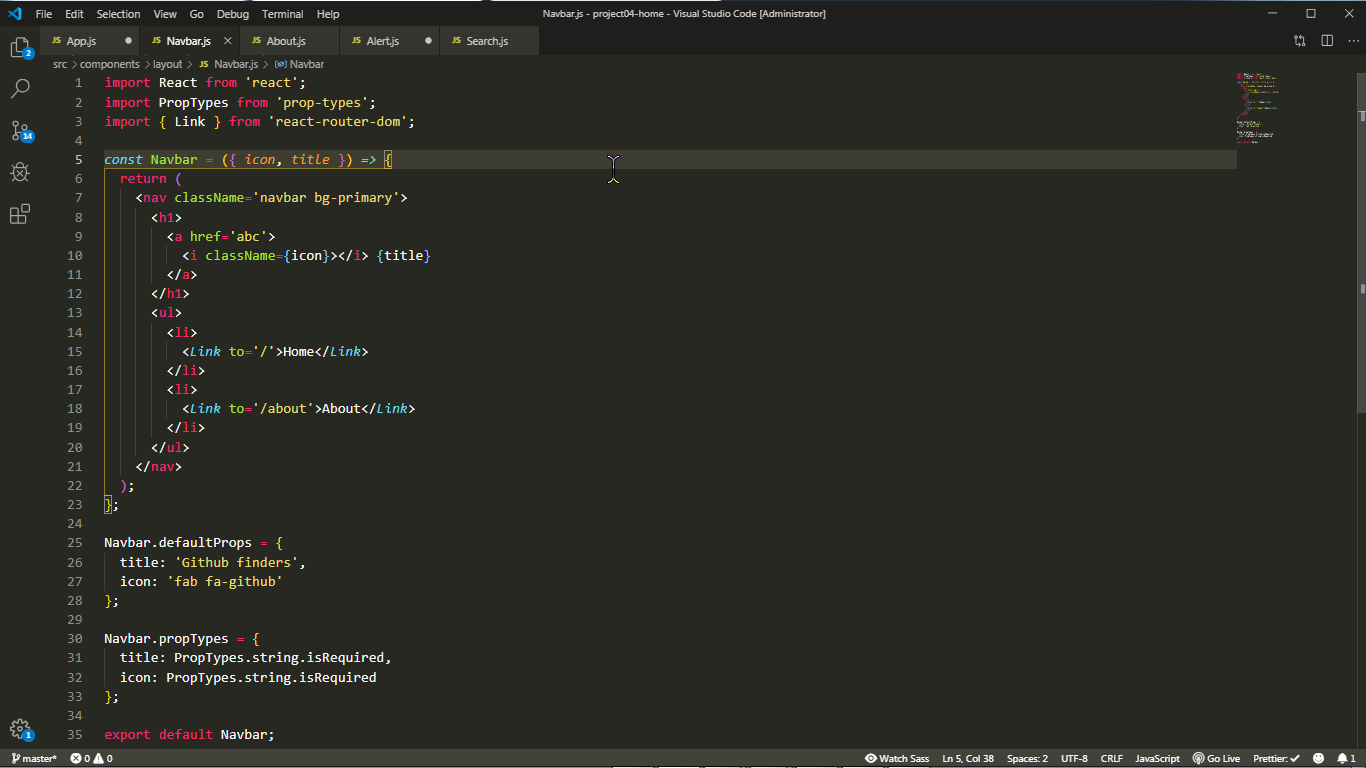 File Edit Selection View Go Debug Terminal Help Navbar.js - project04-home - Visual Studio Code [Administrator]
JS App.js JS Navbar.js JS About.js JS Alert.js JS Search.js
src > components > layout > JS Navbar.js > Navbar
2
14
1
1 import React from 'react';
2 import PropTypes from 'prop-types';
3 import { Link } from 'react-router-dom';
4
5 const Navbar = ({ icon, title }) => {
6   return (
7     <nav className='navbar bg-primary'>
8       <h1>
9         <a href='abc'>
10           <i className={icon}></i> {title}
11         </a>
12       </h1>
13       <ul>
14         <li>
15           <Link to='/'>Home</Link>
16         </li>
17         <li>
18           <Link to='/about'>About</Link>
19         </li>
20       </ul>
21     </nav>
22   );
23 };
24
25 Navbar.defaultProps = {
26   title: 'Github finders',
27   icon: 'fab fa-github'
28 };
29
30 Navbar.propTypes = {
31   title: PropTypes.string.isRequired,
32   icon: PropTypes.string.isRequired
33 };
34
35 export default Navbar;
master* 0 0 Watch Sass Ln 5, Col 38 Spaces: 2 UTF-8 CRLF JavaScript Go Live Prettier: ✓ 1